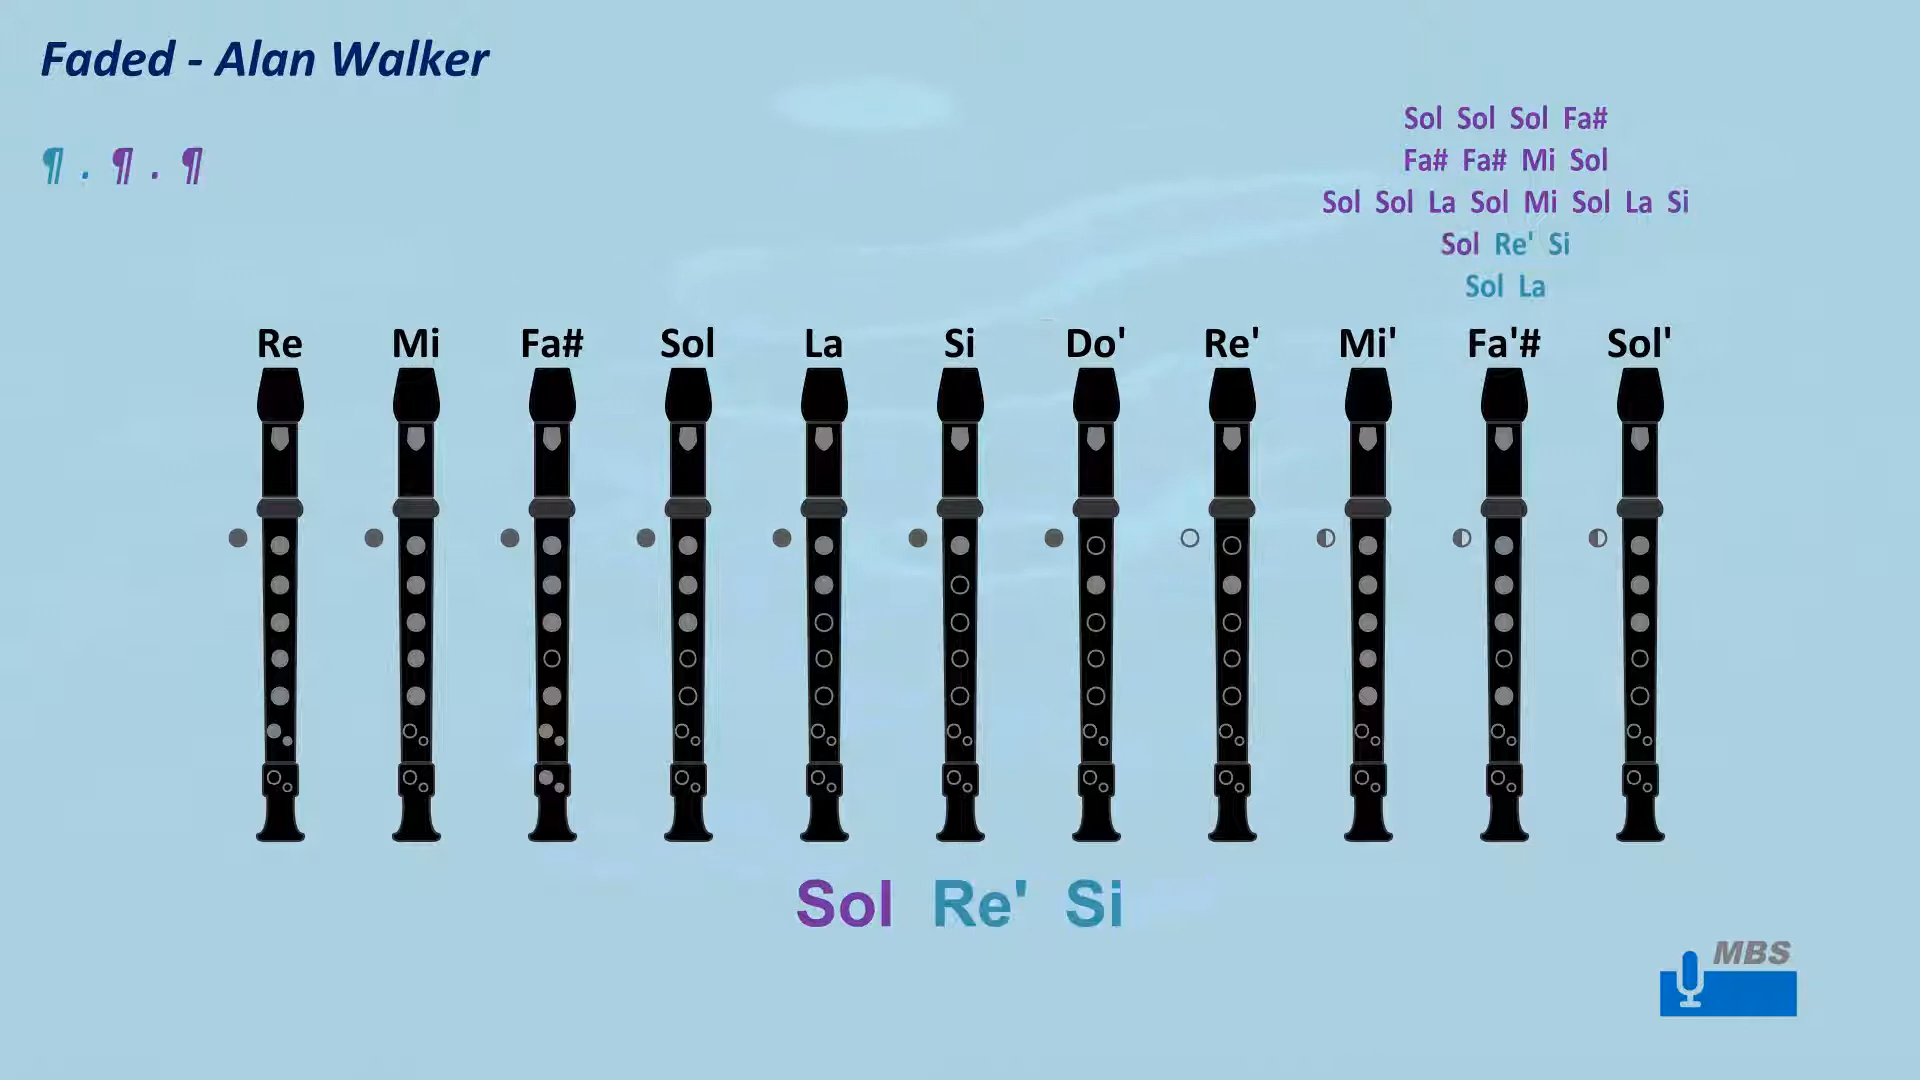 Faded - Alan Walker
¶ . ¶ . ¶
Sol Sol Sol Fa#
Fa# Fa# Mi Sol
Sol Sol La Sol Mi Sol La Si
Sol Re' Si
Sol La
Re Mi Fa# Sol La Si Do' Re' Mi' Fa'# Sol'
Sol Re' Si
MBS